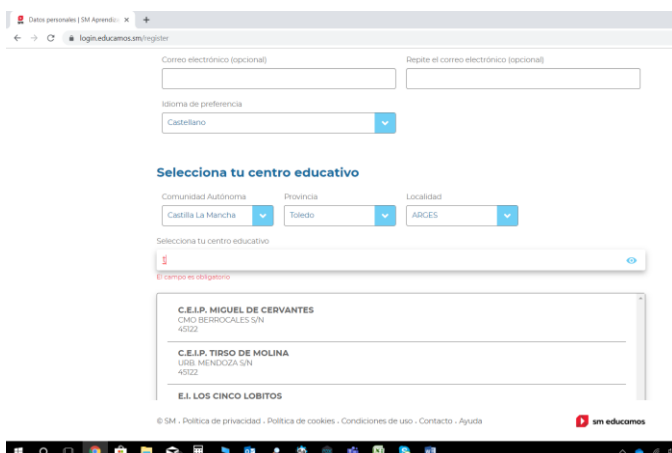 Datos personales | SM Aprendiz
login.educamos.sm/register
Correo electrónico (opcional) Repite el correo electrónico (opcional)
Idioma de preferencia
Castellano
Selecciona tu centro educativo
Comunidad Autónoma Provincia Localidad
Castilla La Mancha Toledo ARGES
Selecciona tu centro educativo
El campo es obligatorio
C.E.I.P. MIGUEL DE CERVANTES
CMO BERROCALES S/N
45122
C.E.I.P. TIRSO DE MOLINA
URB. MENDOZA S/N
45122
E.I. LOS CINCO LOBITOS
© SM . Política de privacidad . Política de cookies . Condiciones de uso . Contacto . Ayuda sm educamos